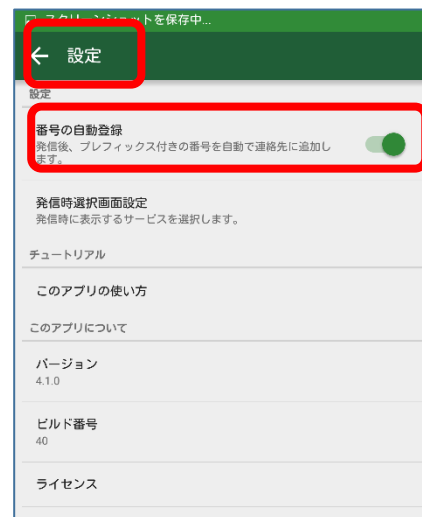 スクリーンショットを保存中...
設定
設定
番号の自動登録
発信後、プレフィックス付きの番号を自動で連絡先に追加し
ます。
発信時選択画面設定
発信時に表示するサービスを選択します。
チュートリアル
このアプリの使い方
このアプリについて
バージョン
4.1.0
ビルド番号
40
ライセンス